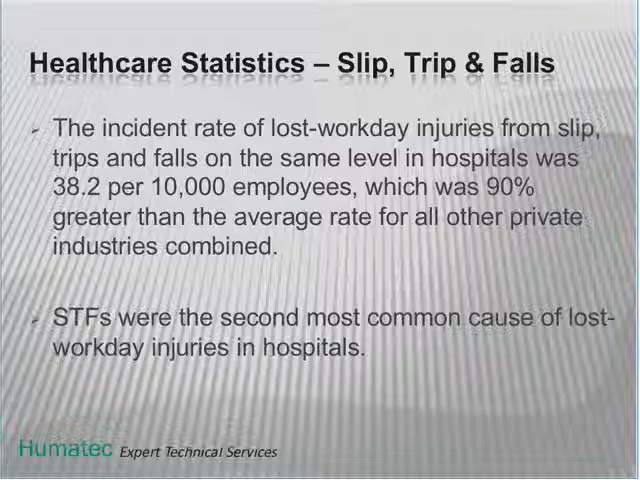 Healthcare Statistics – Slip, Trip & Falls
The incident rate of lost-workday injuries from slip,
trips and falls on the same level in hospitals was
38.2 per 10,000 employees, which was 90%
greater than the average rate for all other private
industries combined.
STFs were the second most common cause of lost-
workday injuries in hospitals.
Humatec Expert Technical Services